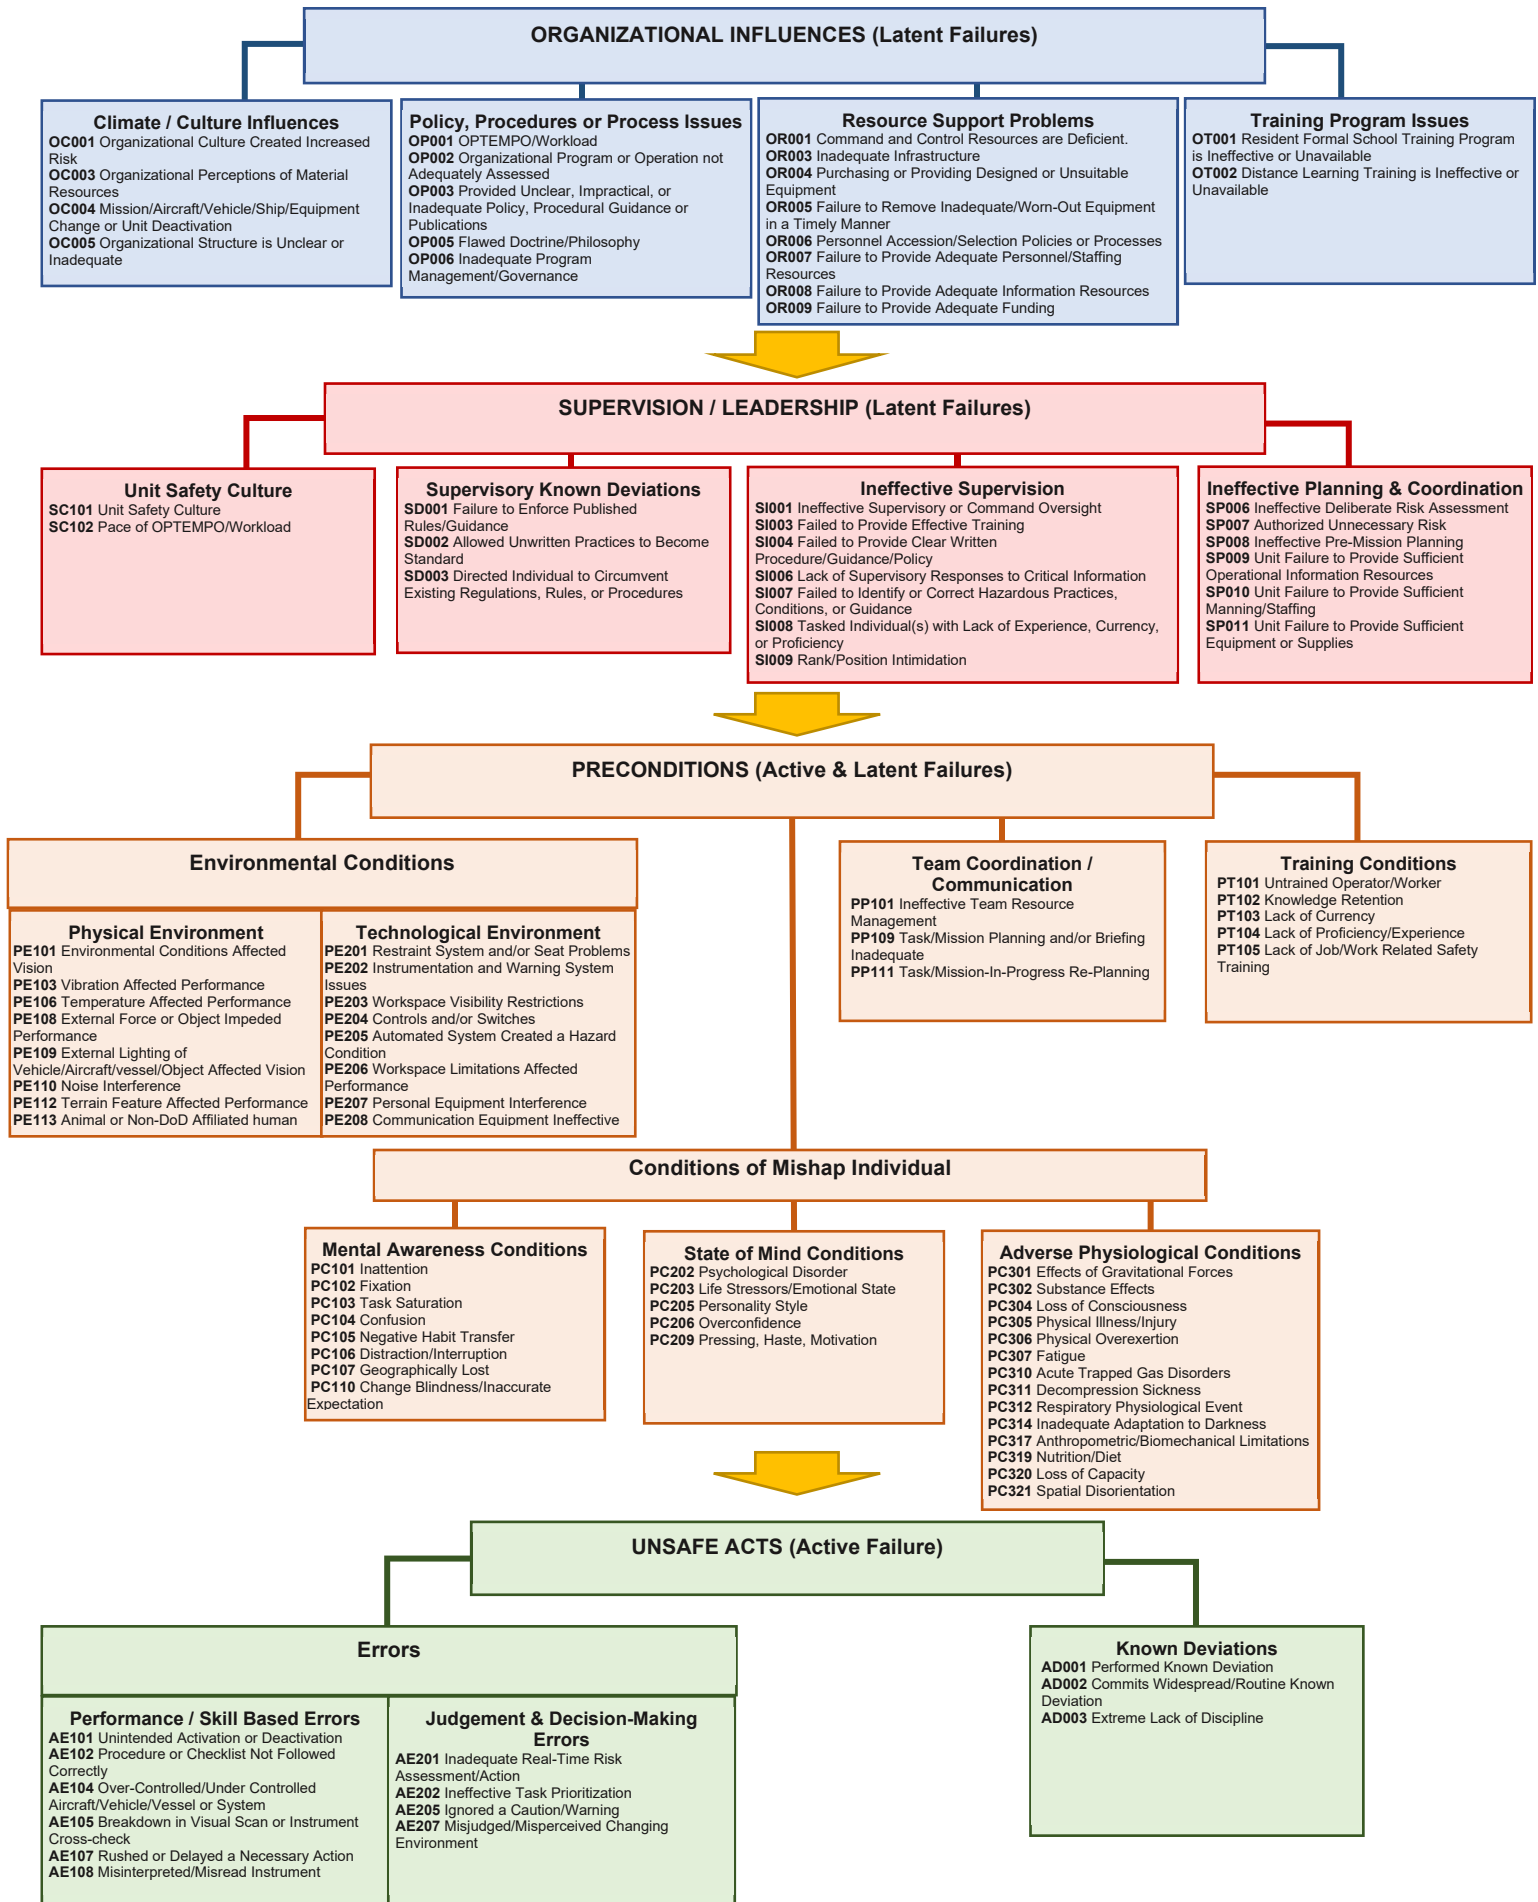 ORGANIZATIONAL INFLUENCES (Latent Failures)
Climate / Culture Influences
OC001 Organizational Culture Created Increased
Risk
OC003 Organizational Perceptions of Material
Resources
OC004 Mission/Aircraft/Vehicle/Ship/Equipment
Change or Unit Deactivation
OC005 Organizational Structure is Unclear or
Inadequate
Policy, Procedures or Process Issues
OP001 OPTEMPO/Workload
OP002 Organizational Program or Operation not
Adequately Assessed
OP003 Provided Unclear, Impractical, or
Inadequate Policy, Procedural Guidance or
Publications
OP005 Flawed Doctrine/Philosophy
OP006 Inadequate Program
Management/Governance
Resource Support Problems
OR001 Command and Control Resources are Deficient.
OR003 Inadequate Infrastructure
OR004 Purchasing or Providing Designed or Unsuitable
Equipment
OR005 Failure to Remove Inadequate/Worn-Out Equipment
in a Timely Manner
OR006 Personnel Accession/Selection Policies or Processes
OR007 Failure to Provide Adequate Personnel/Staffing
Resources
OR008 Failure to Provide Adequate Information Resources
OR009 Failure to Provide Adequate Funding
Training Program Issues
OT001 Resident Formal School Training Program
is Ineffective or Unavailable
OT002 Distance Learning Training is Ineffective or
Unavailable
SUPERVISION / LEADERSHIP (Latent Failures)
Unit Safety Culture
SC101 Unit Safety Culture
SC102 Pace of OPTEMPO/Workload
Supervisory Known Deviations
SD001 Failure to Enforce Published
Rules/Guidance
SD002 Allowed Unwritten Practices to Become
Standard
SD003 Directed Individual to Circumvent
Existing Regulations, Rules, or Procedures
Ineffective Supervision
SI001 Ineffective Supervisory or Command Oversight
SI003 Failed to Provide Effective Training
SI004 Failed to Provide Clear Written
Procedure/Guidance/Policy
SI006 Lack of Supervisory Responses to Critical Information
SI007 Failed to Identify or Correct Hazardous Practices,
Conditions, or Guidance
SI008 Tasked Individual(s) with Lack of Experience, Currency,
or Proficiency
SI009 Rank/Position Intimidation
Ineffective Planning & Coordination
SP006 Ineffective Deliberate Risk Assessment
SP007 Authorized Unnecessary Risk
SP008 Ineffective Pre-Mission Planning
SP009 Unit Failure to Provide Sufficient
Operational Information Resources
SP010 Unit Failure to Provide Sufficient
Manning/Staffing
SP011 Unit Failure to Provide Sufficient
Equipment or Supplies
PRECONDITIONS (Active & Latent Failures)
Environmental Conditions
Physical Environment
PE101 Environmental Conditions Affected
Vision
PE103 Vibration Affected Performance
PE106 Temperature Affected Performance
PE108 External Force or Object Impeded
Performance
PE109 External Lighting of
Vehicle/Aircraft/vessel/Object Affected Vision
PE110 Noise Interference
PE112 Terrain Feature Affected Performance
PE113 Animal or Non-DoD Affiliated human
Technological Environment
PE201 Restraint System and/or Seat Problems
PE202 Instrumentation and Warning System
Issues
PE203 Workspace Visibility Restrictions
PE204 Controls and/or Switches
PE205 Automated System Created a Hazard
Condition
PE206 Workspace Limitations Affected
Performance
PE207 Personal Equipment Interference
PE208 Communication Equipment Ineffective
Team Coordination /
Communication
PP101 Ineffective Team Resource
Management
PP109 Task/Mission Planning and/or Briefing
Inadequate
PP111 Task/Mission-In-Progress Re-Planning
Training Conditions
PT101 Untrained Operator/Worker
PT102 Knowledge Retention
PT103 Lack of Currency
PT104 Lack of Proficiency/Experience
PT105 Lack of Job/Work Related Safety
Training
Conditions of Mishap Individual
Mental Awareness Conditions
PC101 Inattention
PC102 Fixation
PC103 Task Saturation
PC104 Confusion
PC105 Negative Habit Transfer
PC106 Distraction/Interruption
PC107 Geographically Lost
PC110 Change Blindness/Inaccurate
Expectation
State of Mind Conditions
PC202 Psychological Disorder
PC203 Life Stressors/Emotional State
PC205 Personality Style
PC206 Overconfidence
PC209 Pressing, Haste, Motivation
Adverse Physiological Conditions
PC301 Effects of Gravitational Forces
PC302 Substance Effects
PC304 Loss of Consciousness
PC305 Physical Illness/Injury
PC306 Physical Overexertion
PC307 Fatigue
PC310 Acute Trapped Gas Disorders
PC311 Decompression Sickness
PC312 Respiratory Physiological Event
PC314 Inadequate Adaptation to Darkness
PC317 Anthropometric/Biomechanical Limitations
PC319 Nutrition/Diet
PC320 Loss of Capacity
PC321 Spatial Disorientation
UNSAFE ACTS (Active Failure)
Errors
Performance / Skill Based Errors
AE101 Unintended Activation or Deactivation
AE102 Procedure or Checklist Not Followed
Correctly
AE104 Over-Controlled/Under Controlled
Aircraft/Vehicle/Vessel or System
AE105 Breakdown in Visual Scan or Instrument
Cross-check
AE107 Rushed or Delayed a Necessary Action
AE108 Misinterpreted/Misread Instrument
Judgement & Decision-Making
Errors
AE201 Inadequate Real-Time Risk
Assessment/Action
AE202 Ineffective Task Prioritization
AE205 Ignored a Caution/Warning
AE207 Misjudged/Misperceived Changing
Environment
Known Deviations
AD001 Performed Known Deviation
AD002 Commits Widespread/Routine Known
Deviation
AD003 Extreme Lack of Discipline